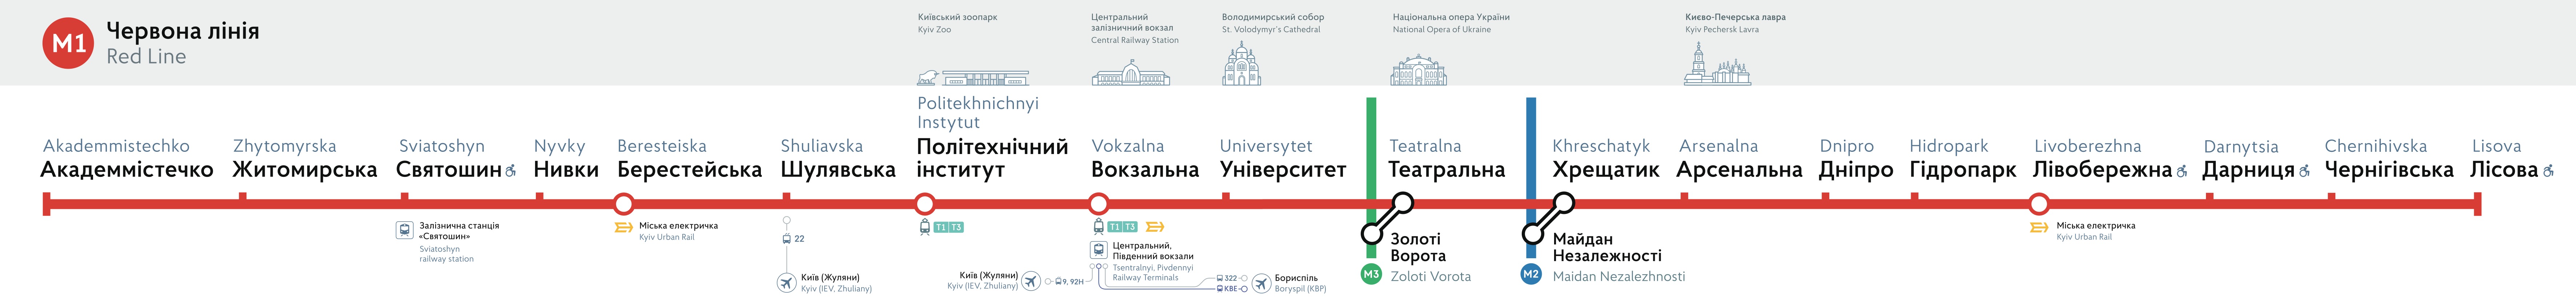 M1
Червона лінія
Red Line
Київський зоопарк
Kyiv Zoo
Центральний
залізничний вокзал
Central Railway Station
Володимирський собор
St. Volodymyr's Cathedral
Національна опера України
National Opera of Ukraine
Києво-Печерська лавра
Kyiv Pechersk Lavra
Akademmistechko
Академмістечко
Zhytomyrska
Житомирська
Sviatoshyn
Святошин
Nyvky
Нивки
Beresteiska
Берестейська
Shuliavska
Шулявська
Politekhnichnyi
Instytut
Політехнічний
інститут
Vokzalna
Вокзальна
Universytet
Університет
Teatralna
Театральна
Khreschatyk
Хрещатик
Arsenalna
Арсенальна
Dnipro
Дніпро
Hidropark
Гідропарк
Livoberezhna
Лівобережна
Darnytsia
Дарниця
Chernihivska
Чернігівська
Lisova
Лісова
Залізнична станція
«Святошин»
Sviatoshyn
railway station
Міська електричка
Kyiv Urban Rail
22
Київ (Жуляни)
Kyiv (IEV, Zhuliany)
T1 T3
Київ (Жуляни)
Kyiv (IEV, Zhuliany)
9, 92H
T1 T3
Центральний,
Південний вокзали
Tsentralnyi, Pivdennyi
Railway Terminals
322
KBE
Бориспіль
Boryspil (KBP)
Золоті
Ворота
M3
Zoloti Vorota
Майдан
Незалежності
M2
Maidan Nezalezhnosti
Міська електричка
Kyiv Urban Rail